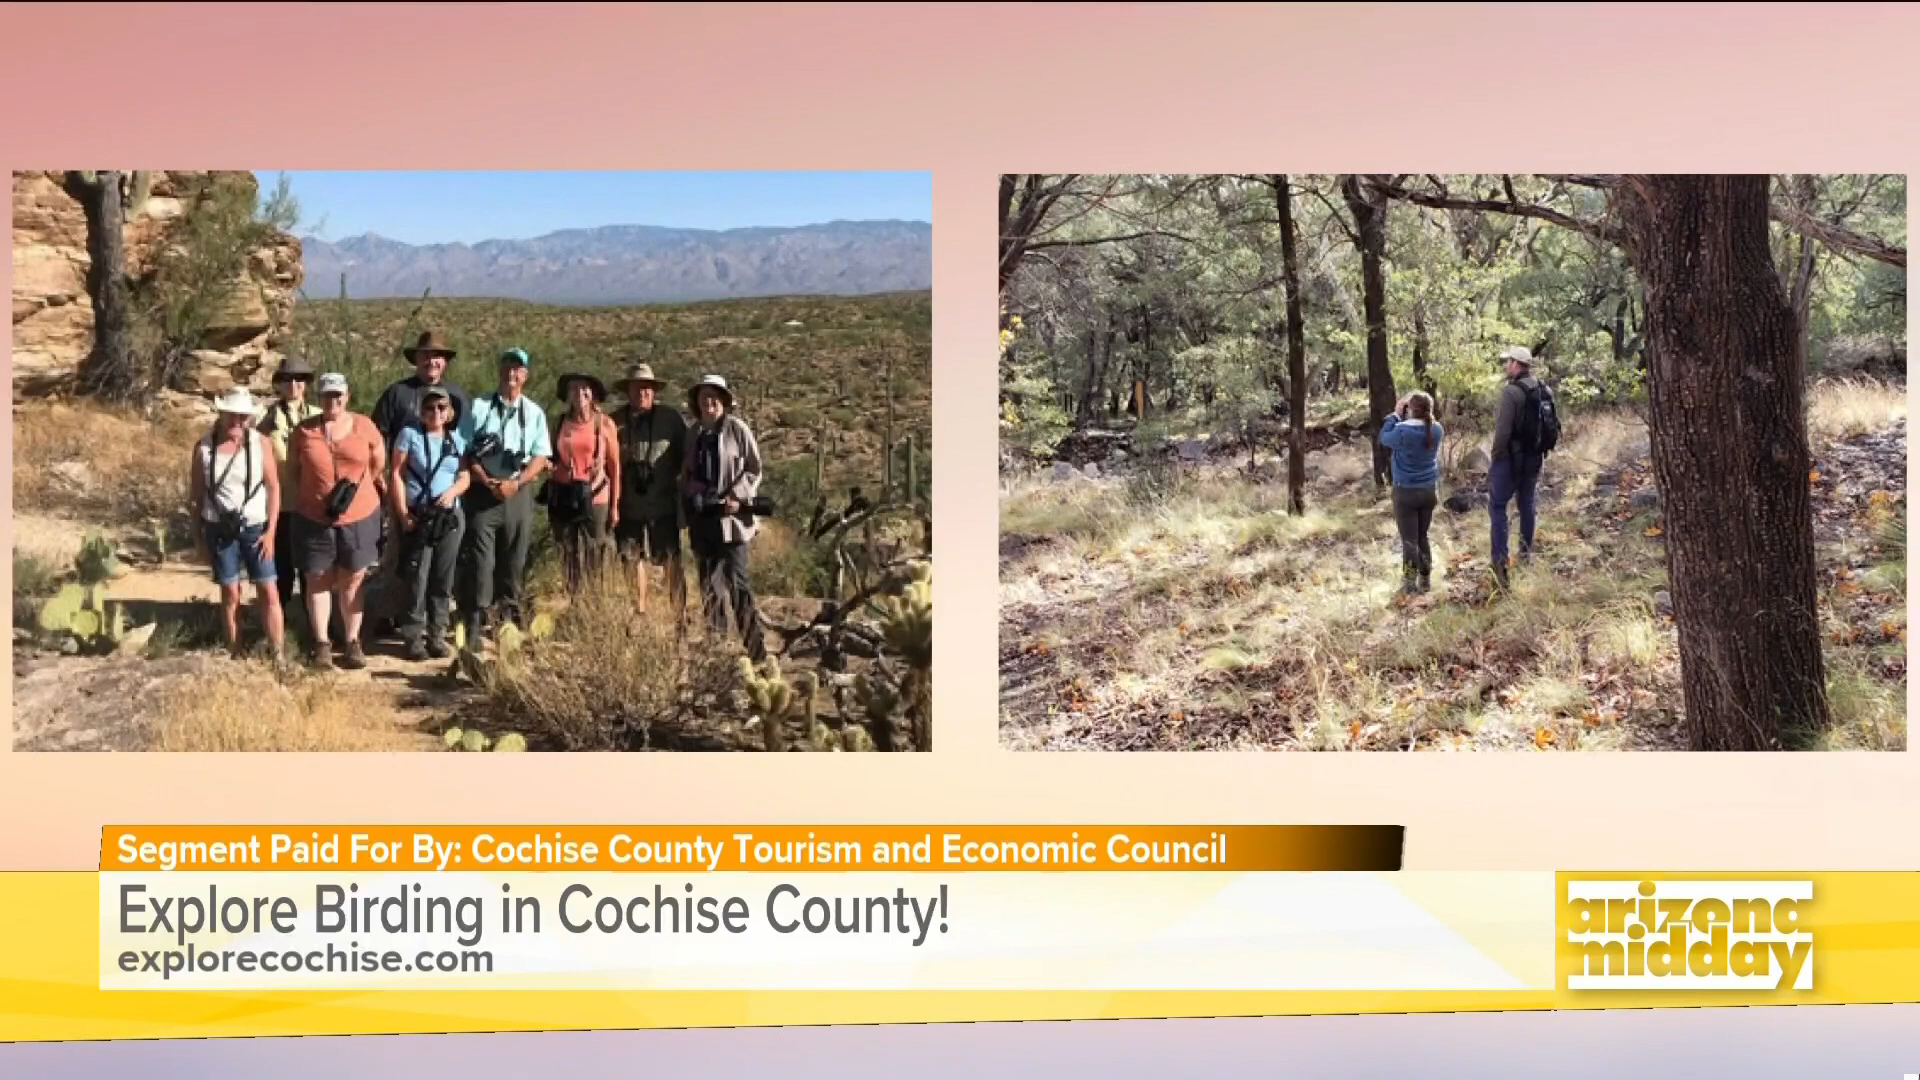 Segment Paid For By: Cochise County Tourism and Economic Council
Explore Birding in Cochise County!
explorecochise.com
arizona
midday